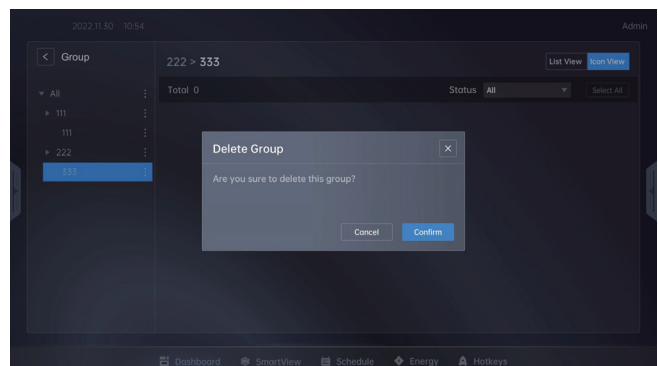 2022.11.30 10:54
Admin
Group
222 > 333
List View Icon View
Total 0
Status All
Select All
All
111
111
222
333
Delete Group
Are you sure to delete this group?
Cancel Confirm
Dashboard SmartView Schedule Energy Hotkeys